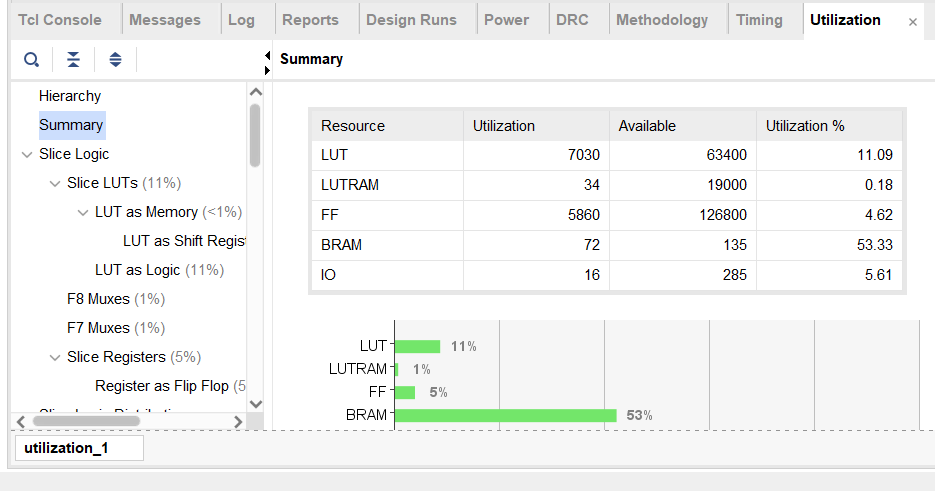 Tcl Console Messages Log Reports Design Runs Power DRC Methodology Timing Utilization ×
Summary
Hierarchy
Summary
Slice Logic
Slice LUTs (11%)
LUT as Memory (<1%)
LUT as Shift Regist
LUT as Logic (11%)
F8 Muxes (1%)
F7 Muxes (1%)
Slice Registers (5%)
Register as Flip Flop (5
Resource Utilization Available Utilization %
LUT 7030 63400 11.09
LUTRAM 34 19000 0.18
FF 5860 126800 4.62
BRAM 72 135 53.33
IO 16 285 5.61
LUT 11%
LUTRAM 1%
FF 5%
BRAM 53%
utilization_1